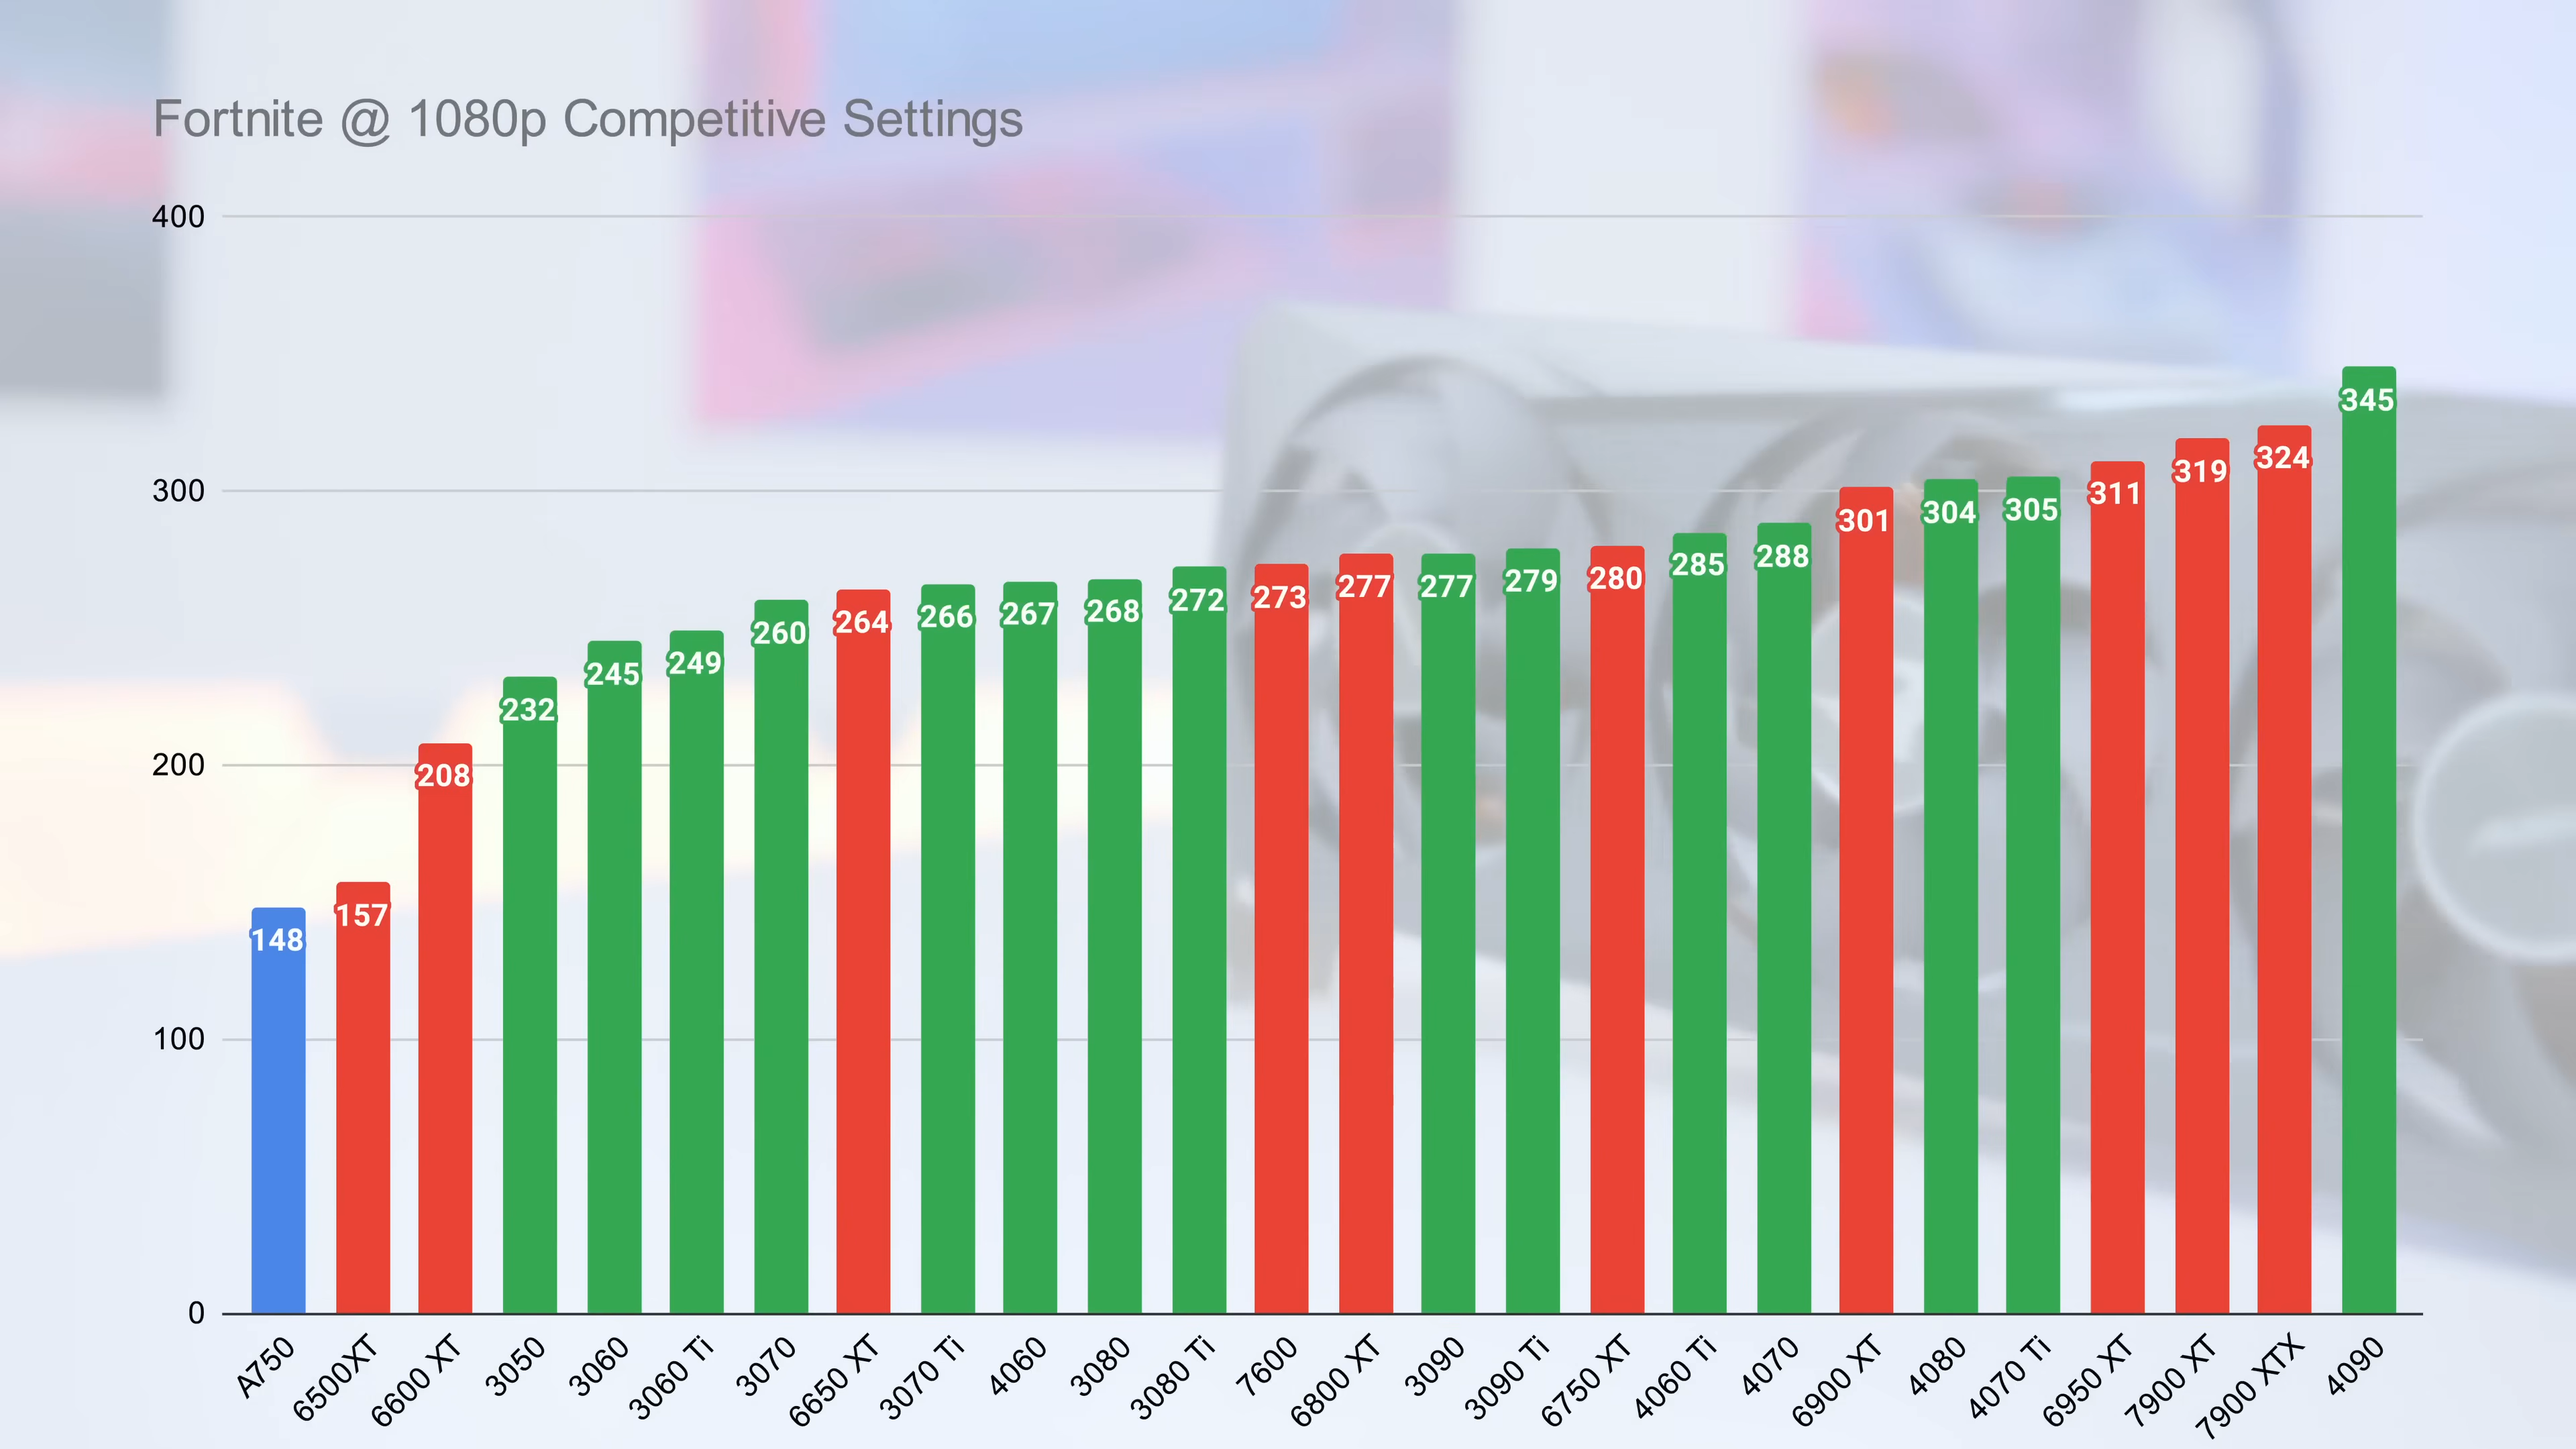 Fortnite @ 1080p Competitive Settings
400
300
200
100
0
148
157
208
232
245
249
260
264
266
267
268
272
273
277
277
279
280
285
288
301
304
305
311
319
324
345
A750
6500XT
6600 XT
3050
3060
3060 Ti
3070
6650 XT
3070 Ti
4060
3080
3080 Ti
7600
6800 XT
3090
3090 Ti
6750 XT
4060 Ti
4070
6900 XT
4080
4070 Ti
6950 XT
7900 XT
7900 XTX
4090